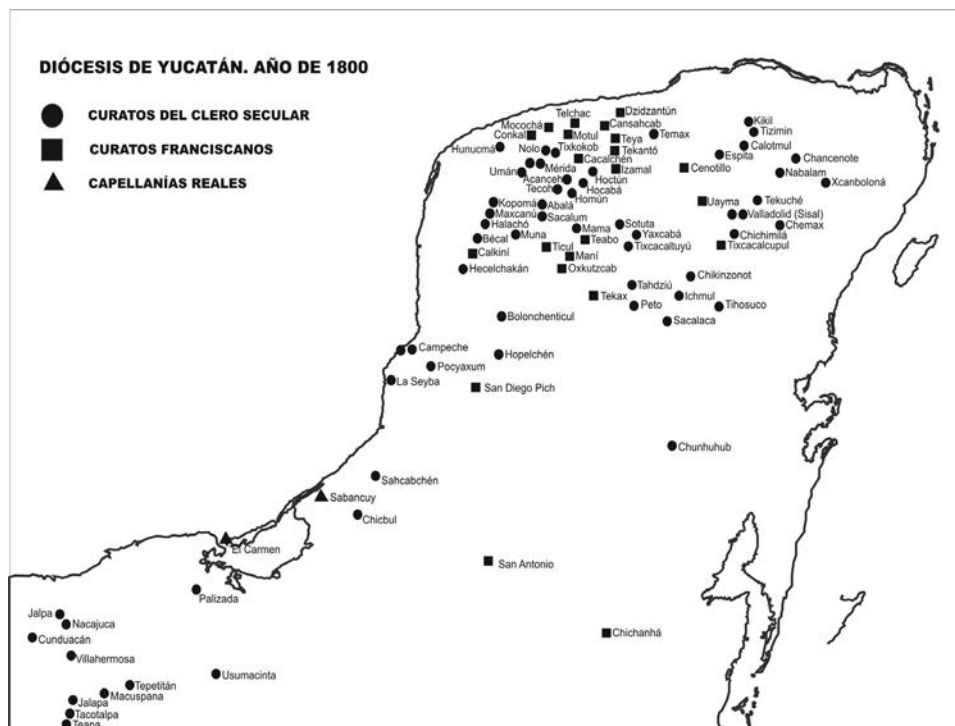 DIÓCESIS DE YUCATÁN. AÑO DE 1800
CURATOS DEL CLERO SECULAR
CURATOS FRANCISCANOS
CAPELLANÍAS REALES
Dzidzantún
Telchac
Cansahcab
Mocochá
Conkal
Motul
Teya
Temax
Kikil
Tizimin
Hunucmá
Nolo
Tixkokob
Tekantó
Calotmul
Cacalchén
Espita
Chancenote
Umán
Mérida
Izamal
Cenotillo
Nabalam
Acanceh
Hoctún
Xcanboloná
Tecoh
Hocabá
Homún
Kopomá
Abalá
Uayma
Tekuché
Maxcanú
Sacalum
Valladolid (Sisal)
Halachó
Mama
Sotuta
Chemax
Bécal
Muna
Teabo
Yaxcabá
Chichimilá
Calkiní
Ticul
Tixcacaltuyú
Tixcacalcupul
Maní
Hecelchakán
Oxkutzcab
Chikinzonot
Tahdziú
Tekax
Ichmul
Peto
Tihosuco
Bolonchenticul
Sacalaca
Campeche
Hopelchén
Pocyaxum
La Seyba
San Diego Pich
Chunhuhub
Sahcabchén
Sabancuy
Chicbul
El Carmen
San Antonio
Palizada
Jalpa
Nacajuca
Cunduacán
Chichanhá
Villahermosa
Usumacinta
Tepetitán
Macuspana
Jalapa
Tacotalpa
Teapa